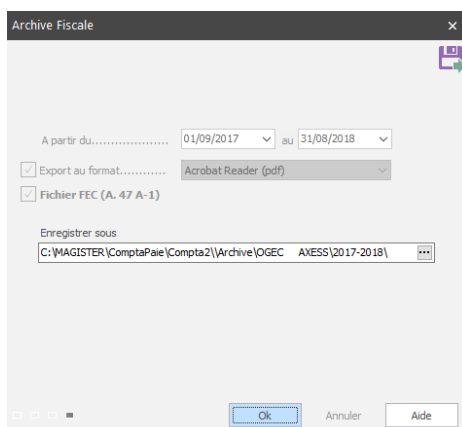 Archive Fiscale
A partir du................... 01/09/2017 au 31/08/2018
Export au format............ Acrobat Reader (pdf)
Fichier FEC (A. 47 A-1)
Enregistrer sous
C:\MAGISTER\ComptaPaie\Compta2\\Archive\OGEC AXESS\2017-2018\ ...
Ok Annuler Aide